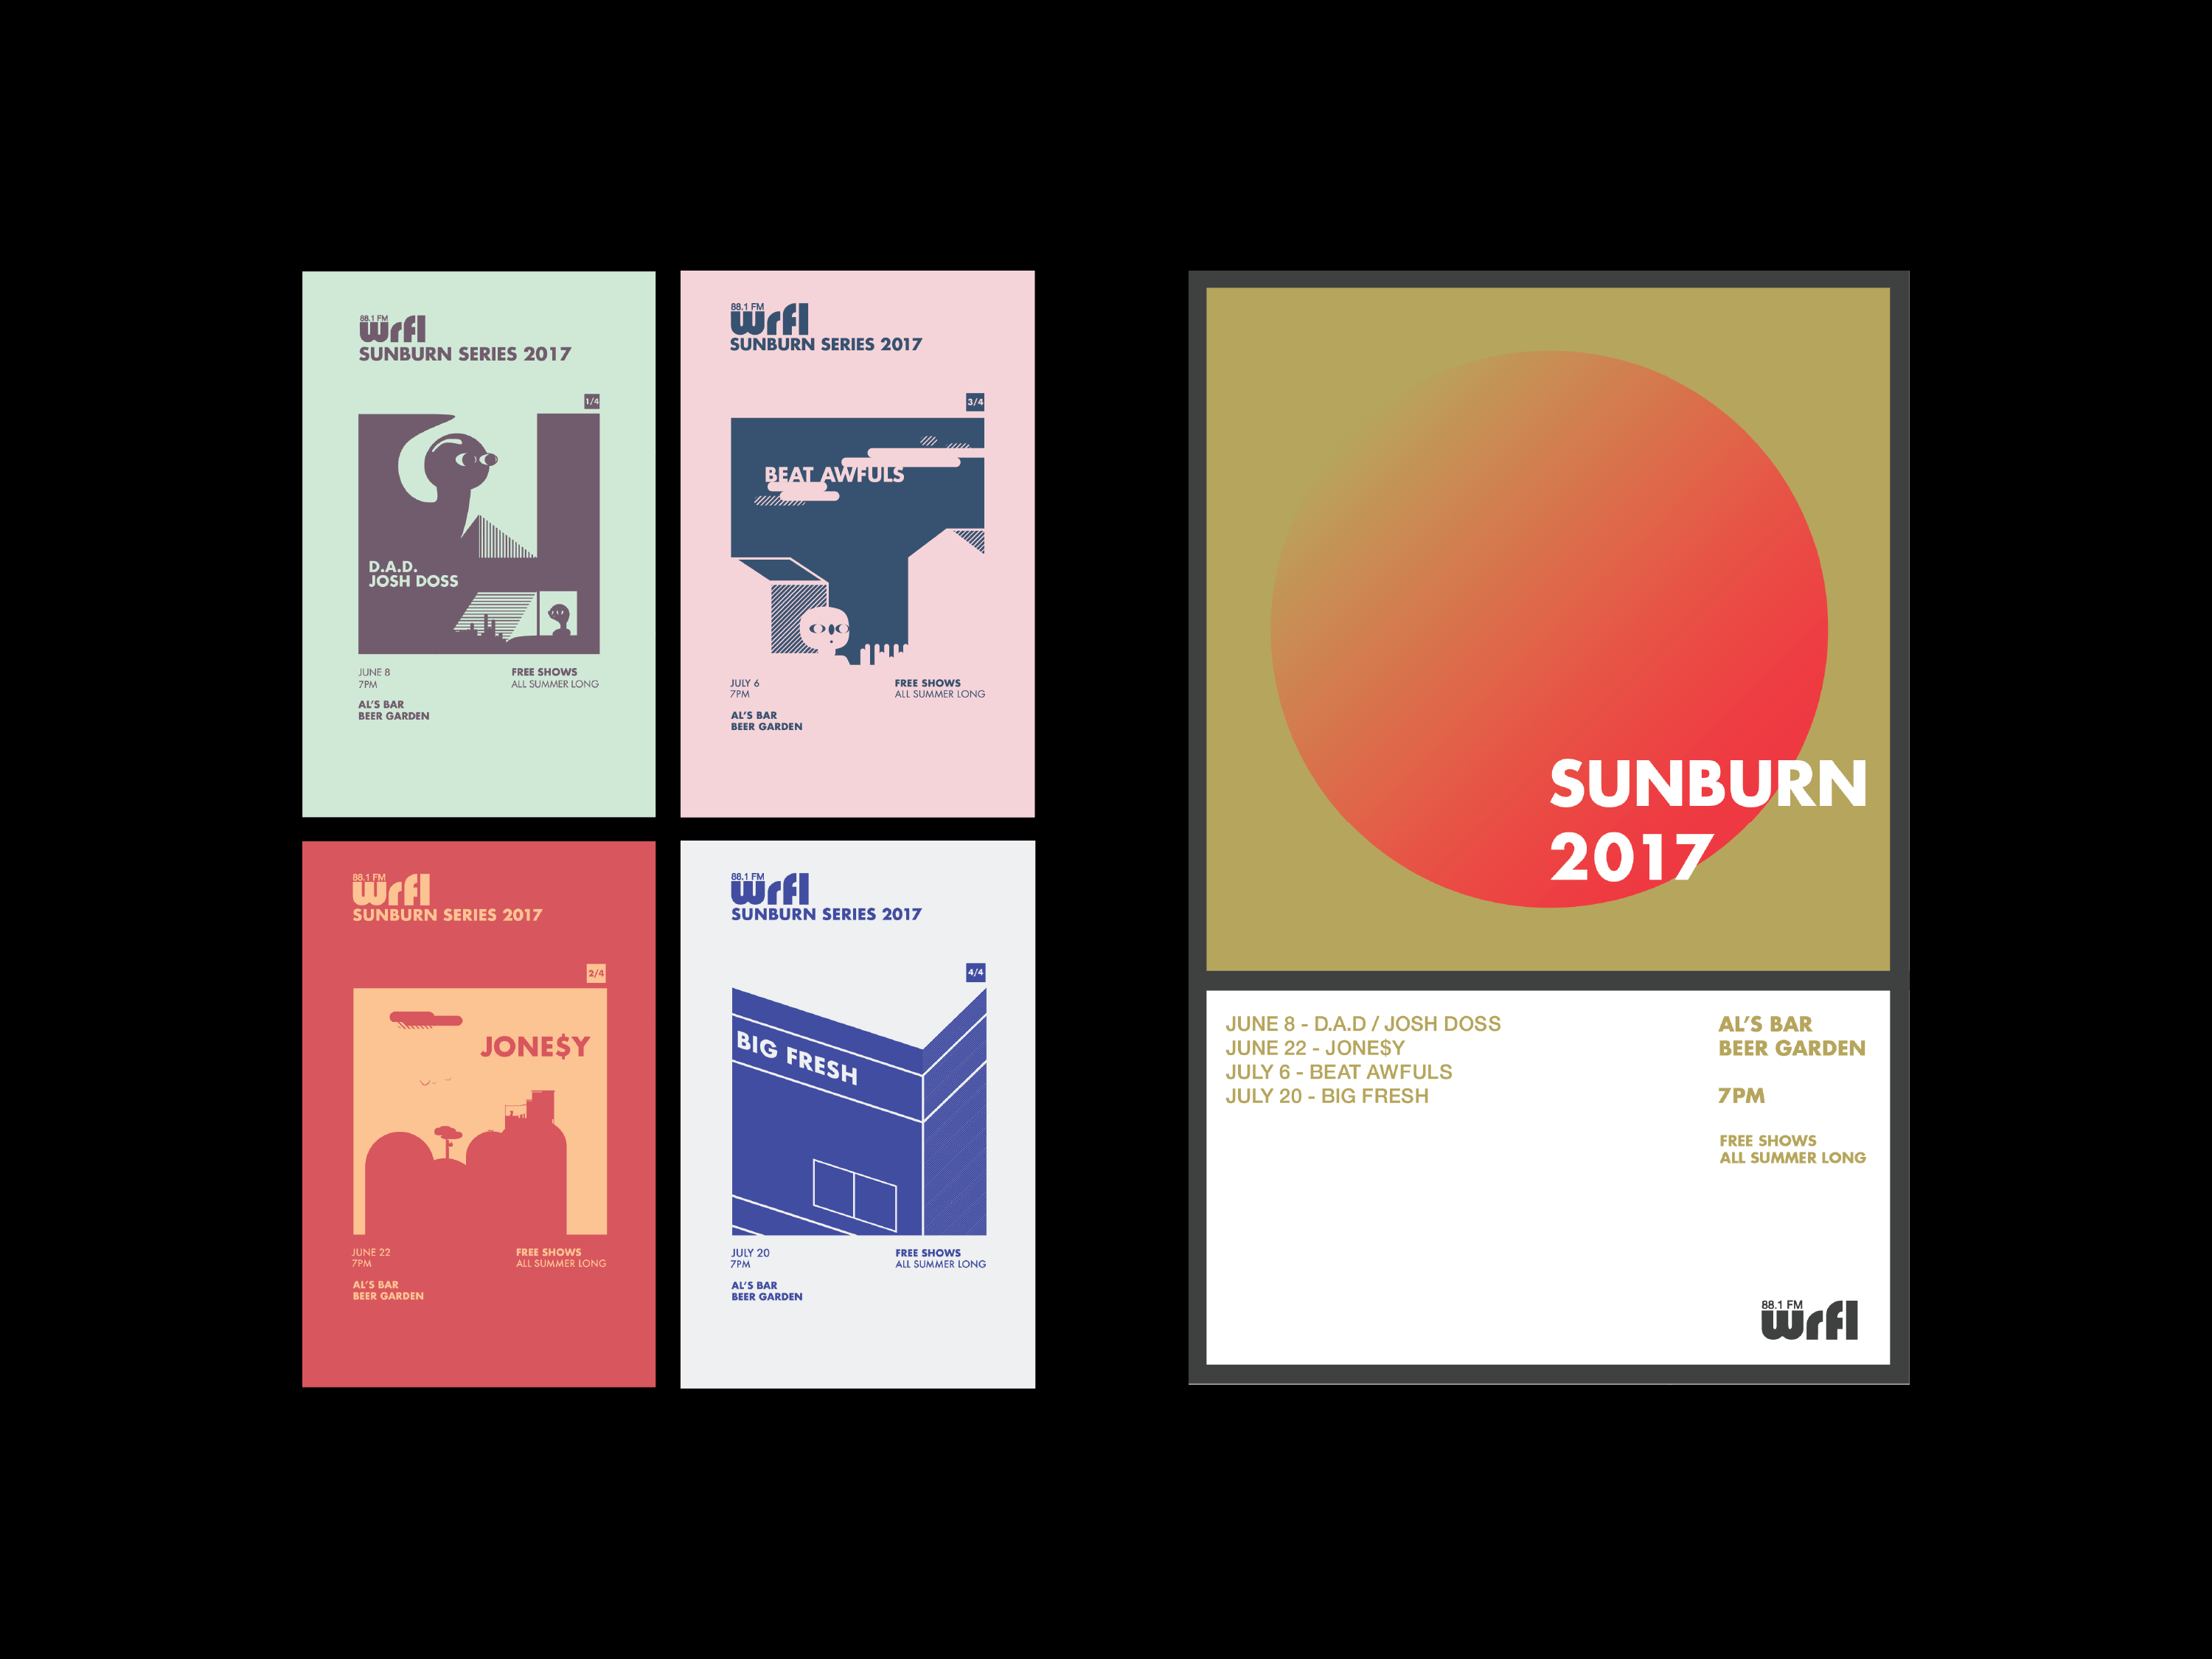 88.1 FM
wrfl
SUNBURN SERIES 2017
1/4
D.A.D.
JOSH DOSS
JUNE 8
7PM
FREE SHOWS
ALL SUMMER LONG
AL'S BAR
BEER GARDEN
88.1 FM
wrfl
SUNBURN SERIES 2017
3/4
BEAT AWFULS
JULY 6
7PM
FREE SHOWS
ALL SUMMER LONG
AL'S BAR
BEER GARDEN
88.1 FM
wrfl
SUNBURN SERIES 2017
2/4
JONE$Y
JUNE 22
7PM
FREE SHOWS
ALL SUMMER LONG
AL'S BAR
BEER GARDEN
88.1 FM
wrfl
SUNBURN SERIES 2017
4/4
BIG FRESH
JULY 20
7PM
FREE SHOWS
ALL SUMMER LONG
AL'S BAR
BEER GARDEN
SUNBURN
2017
JUNE 8 - D.A.D / JOSH DOSS
JUNE 22 - JONE$Y
JULY 6 - BEAT AWFULS
JULY 20 - BIG FRESH
AL'S BAR
BEER GARDEN
7PM
FREE SHOWS
ALL SUMMER LONG
88.1 FM
wrfl